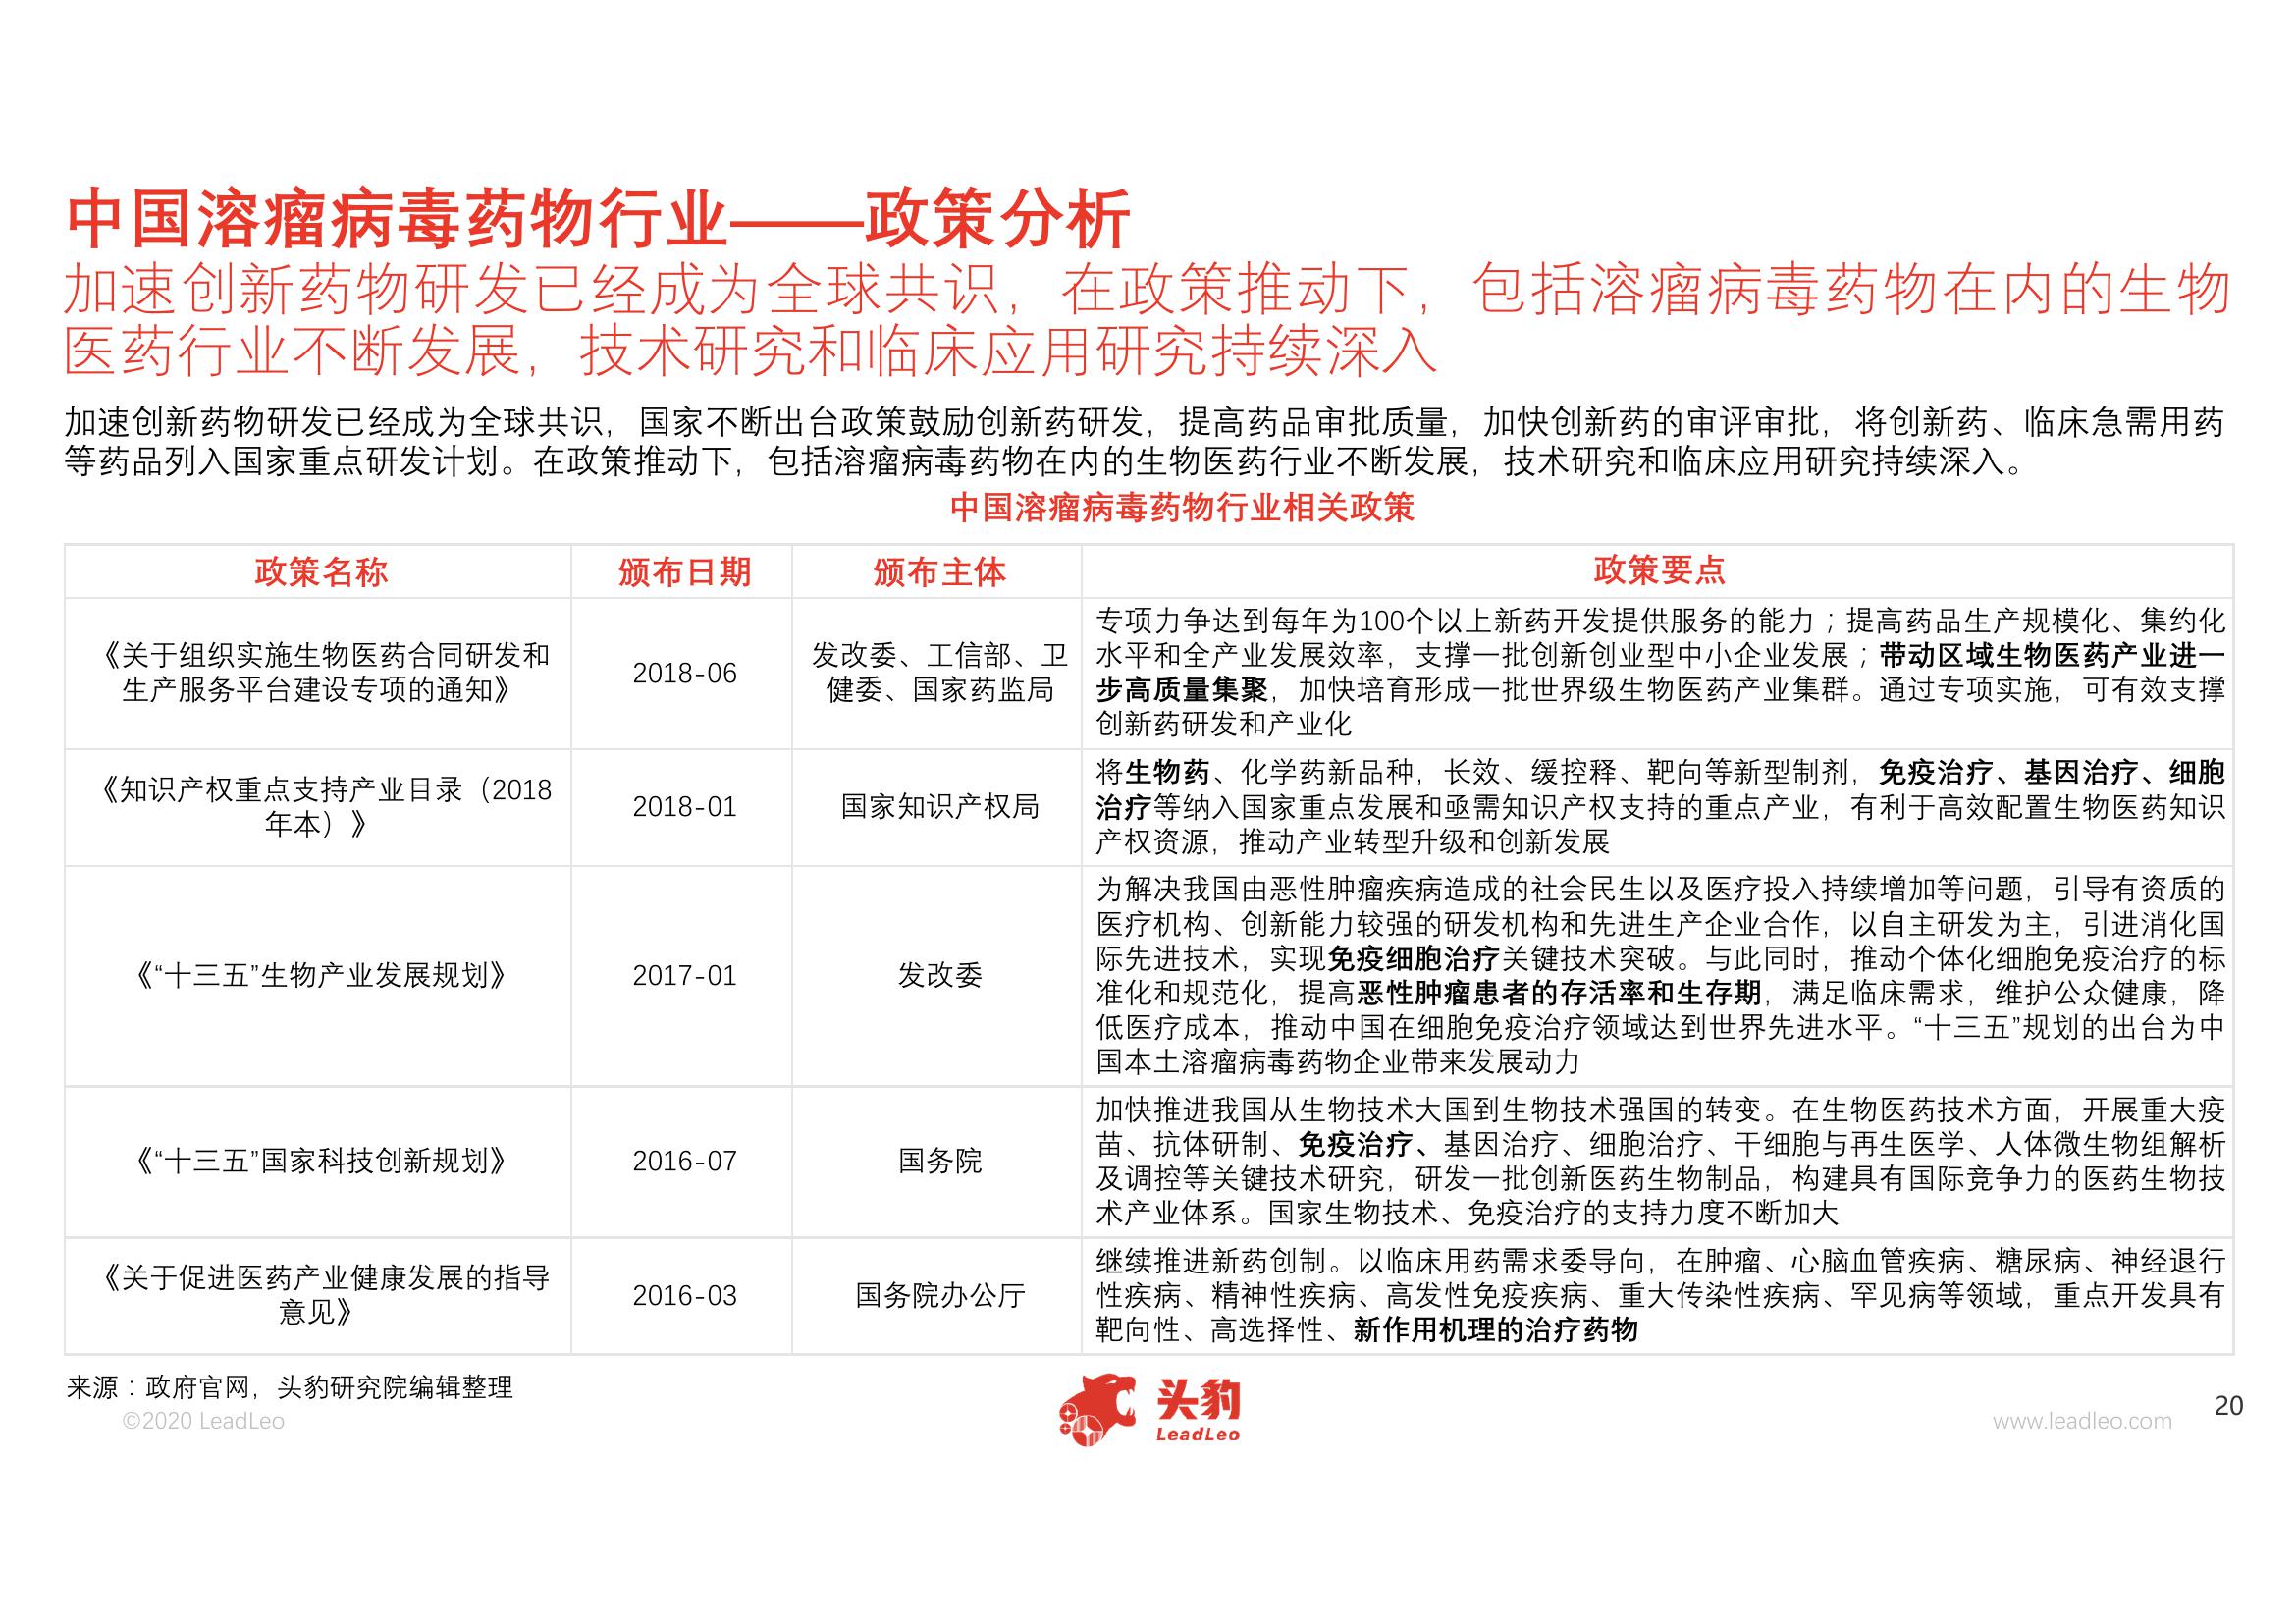 中国溶瘤病毒药物行业——政策分析
加速创新药物研发已经成为全球共识，在政策推动下，包括溶瘤病毒药物在内的生物
医药行业不断发展，技术研究和临床应用研究持续深入
加速创新药物研发已经成为全球共识，国家不断出台政策鼓励创新药研发，提高药品审批质量，加快创新药的审评审批，将创新药、临床急需用药
等药品列入国家重点研发计划。在政策推动下，包括溶瘤病毒药物在内的生物医药行业不断发展，技术研究和临床应用研究持续深入。
中国溶瘤病毒药物行业相关政策
政策名称 颁布日期 颁布主体 政策要点
《关于组织实施生物医药合同研发和
生产服务平台建设专项的通知》
2018-06
发改委、工信部、卫
健委、国家药监局
专项力争达到每年为100个以上新药开发提供服务的能力；提高药品生产规模化、集约化
水平和全产业发展效率，支撑一批创新创业型中小企业发展；带动区域生物医药产业进一
步高质量集聚，加快培育形成一批世界级生物医药产业集群。通过专项实施，可有效支撑
创新药研发和产业化
《知识产权重点支持产业目录（2018
年本）》
2018-01
国家知识产权局
将生物药、化学药新品种，长效、缓控释、靶向等新型制剂，免疫治疗、基因治疗、细胞
治疗等纳入国家重点发展和亟需知识产权支持的重点产业，有利于高效配置生物医药知识
产权资源，推动产业转型升级和创新发展
《“十三五”生物产业发展规划》
2017-01
发改委
为解决我国由恶性肿瘤疾病造成的社会民生以及医疗投入持续增加等问题，引导有资质的
医疗机构、创新能力较强的研发机构和先进生产企业合作，以自主研发为主，引进消化国
际先进技术，实现免疫细胞治疗关键技术突破。与此同时，推动个体化细胞免疫治疗的标
准化和规范化，提高恶性肿瘤患者的存活率和生存期，满足临床需求，维护公众健康，降
低医疗成本，推动中国在细胞免疫治疗领域达到世界先进水平。“十三五”规划的出台为中
国本土溶瘤病毒药物企业带来发展动力
《“十三五”国家科技创新规划》
2016-07
国务院
加快推进我国从生物技术大国到生物技术强国的转变。在生物医药技术方面，开展重大疫
苗、抗体研制、免疫治疗、基因治疗、细胞治疗、干细胞与再生医学、人体微生物组解析
及调控等关键技术研究，研发一批创新医药生物制品，构建具有国际竞争力的医药生物技
术产业体系。国家生物技术、免疫治疗的支持力度不断加大
《关于促进医药产业健康发展的指导
意见》
2016-03
国务院办公厅
继续推进新药创制。以临床用药需求委导向，在肿瘤、心脑血管疾病、糖尿病、神经退行
性疾病、精神性疾病、高发性免疫疾病、重大传染性疾病、罕见病等领域，重点开发具有
靶向性、高选择性、新作用机理的治疗药物
来源：政府官网，头豹研究院编辑整理
©2020 LeadLeo
头豹
LeadLeo
www.leadleo.com
20